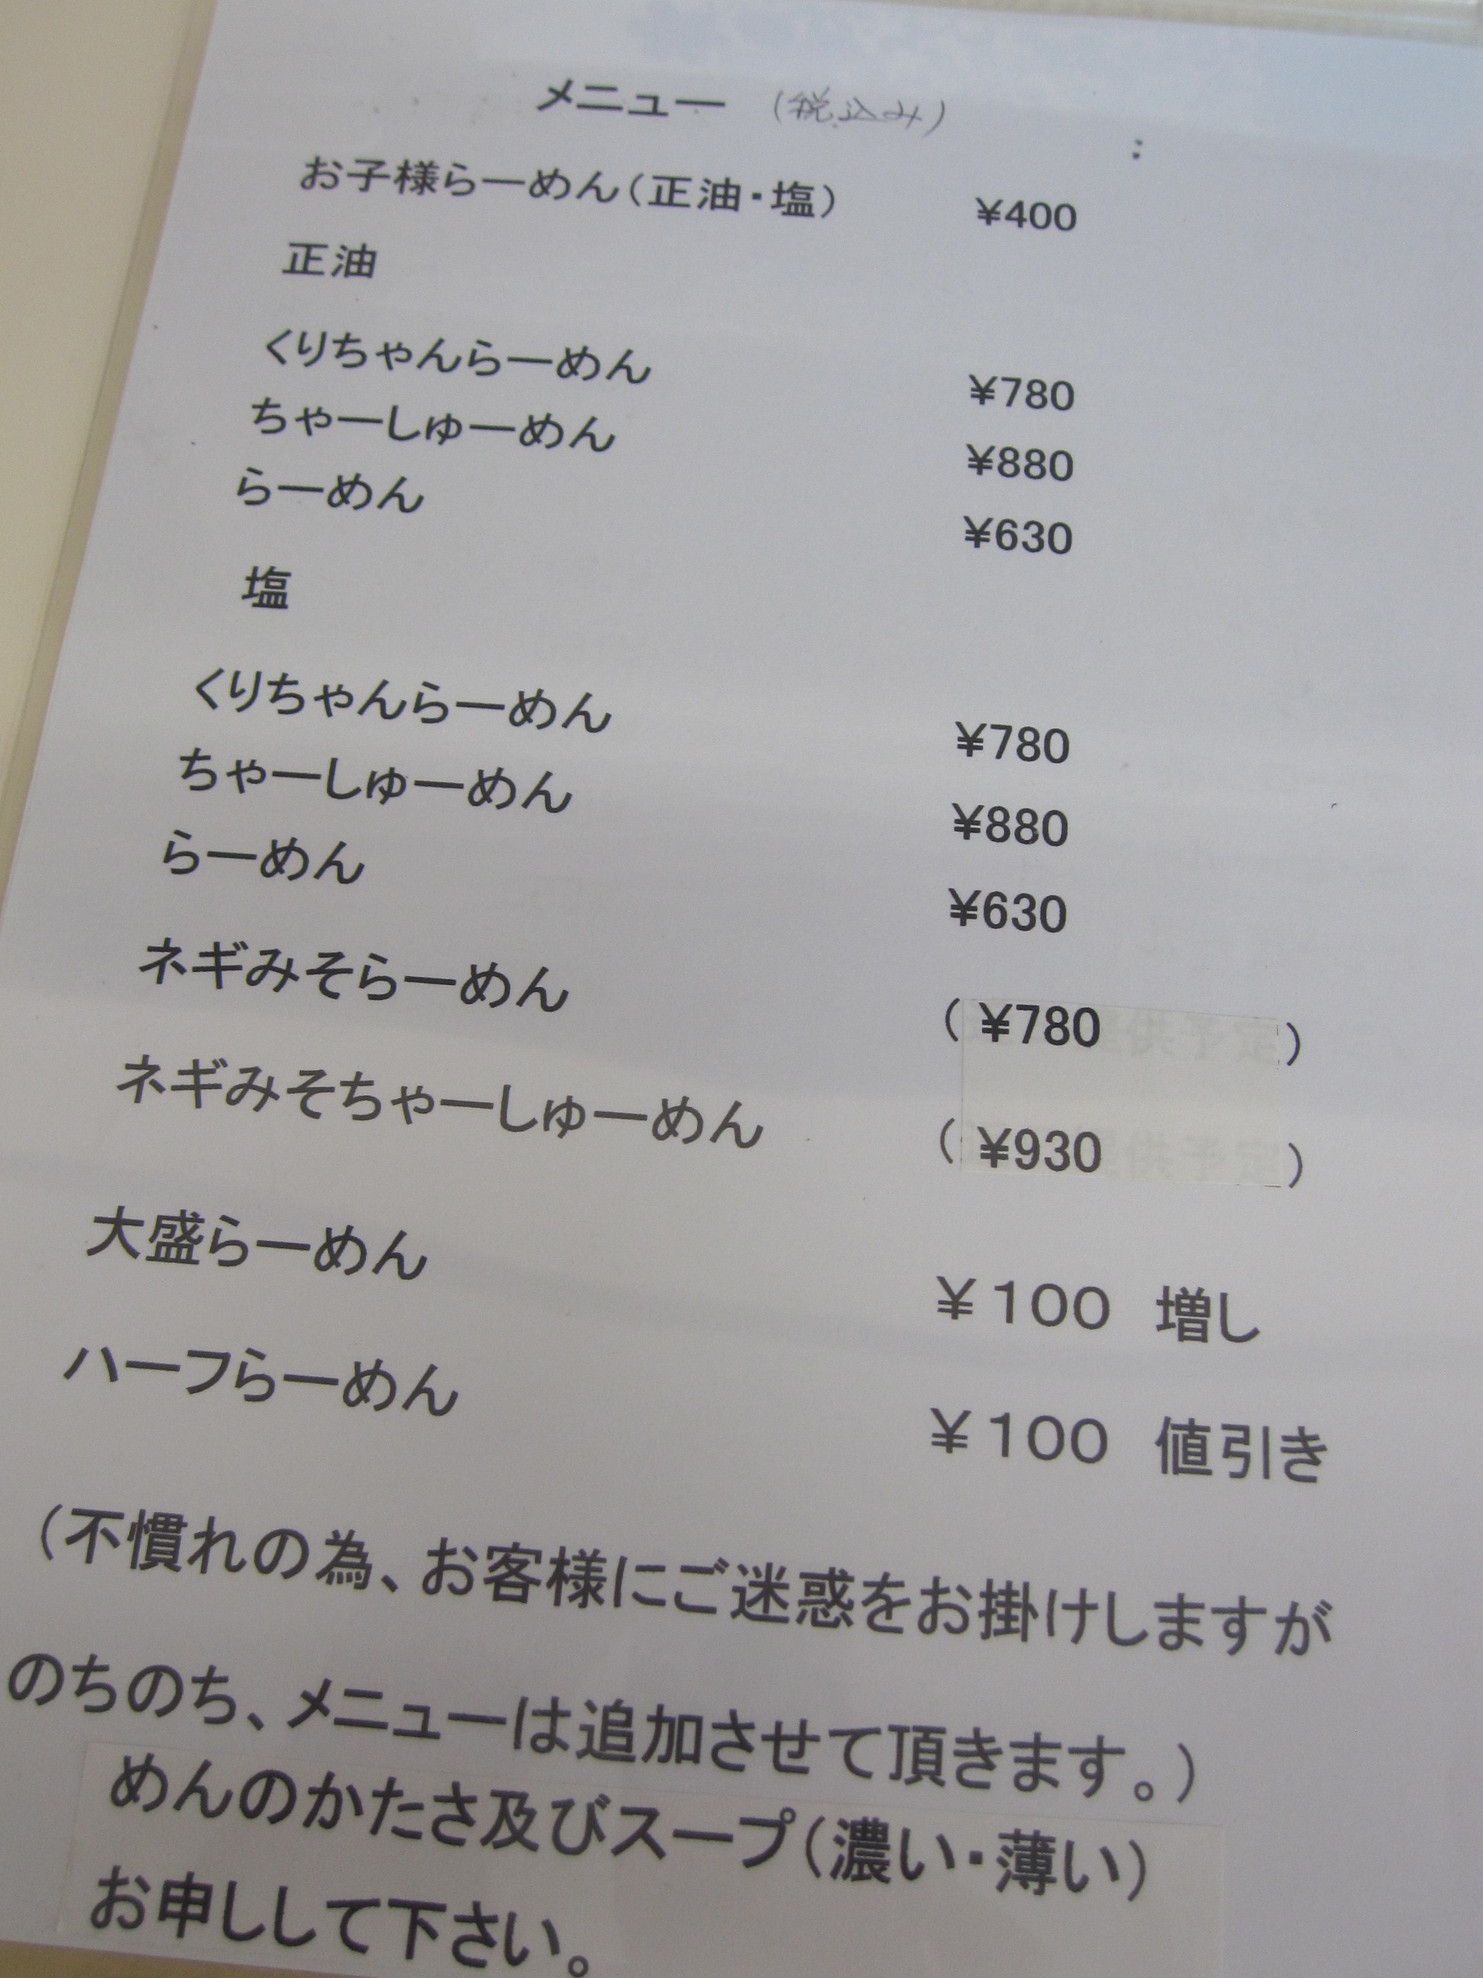 メニュー （税込み）
:
お子様らーめん（正油・塩） ¥400
正油
くりちゃんらーめん ¥780
ちゃーしゅーめん ¥880
らーめん ¥630
塩
くりちゃんらーめん ¥780
ちゃーしゅーめん ¥880
らーめん ¥630
ネギみそらーめん （ ¥780 提供予定 ）
ネギみそちゃーしゅーめん （ ¥930 提供予定 ）
大盛らーめん ￥１００ 増し
ハーフらーめん ￥１００ 値引き
（不慣れの為、お客様にご迷惑をお掛けしますが
のちのち、メニューは追加させて頂きます。）
めんのかたさ及びスープ（濃い・薄い）
お申しして下さい。